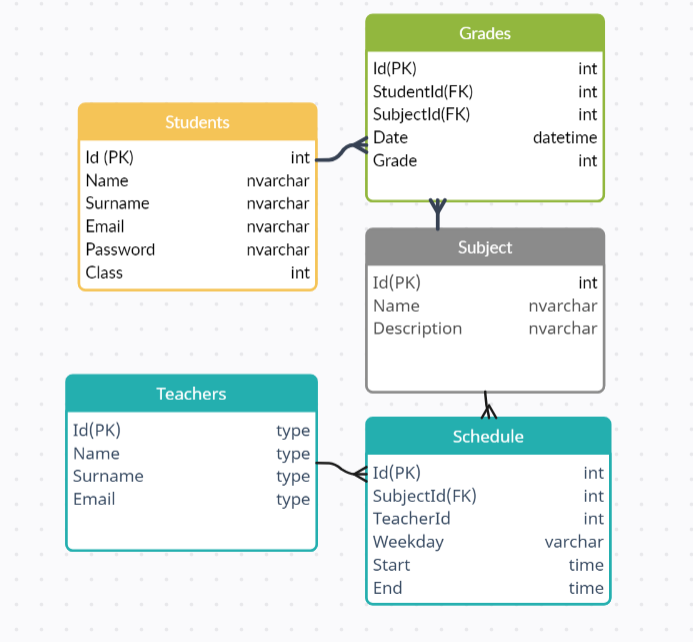 Grades
Id(PK) int
StudentId(FK) int
SubjectId(FK) int
Date datetime
Grade int
Students
Id (PK) int
Name nvarchar
Surname nvarchar
Email nvarchar
Password nvarchar
Class int
Subject
Id(PK) int
Name nvarchar
Description nvarchar
Teachers
Id(PK) type
Name type
Surname type
Email type
Schedule
Id(PK) int
SubjectId(FK) int
TeacherId int
Weekday varchar
Start time
End time